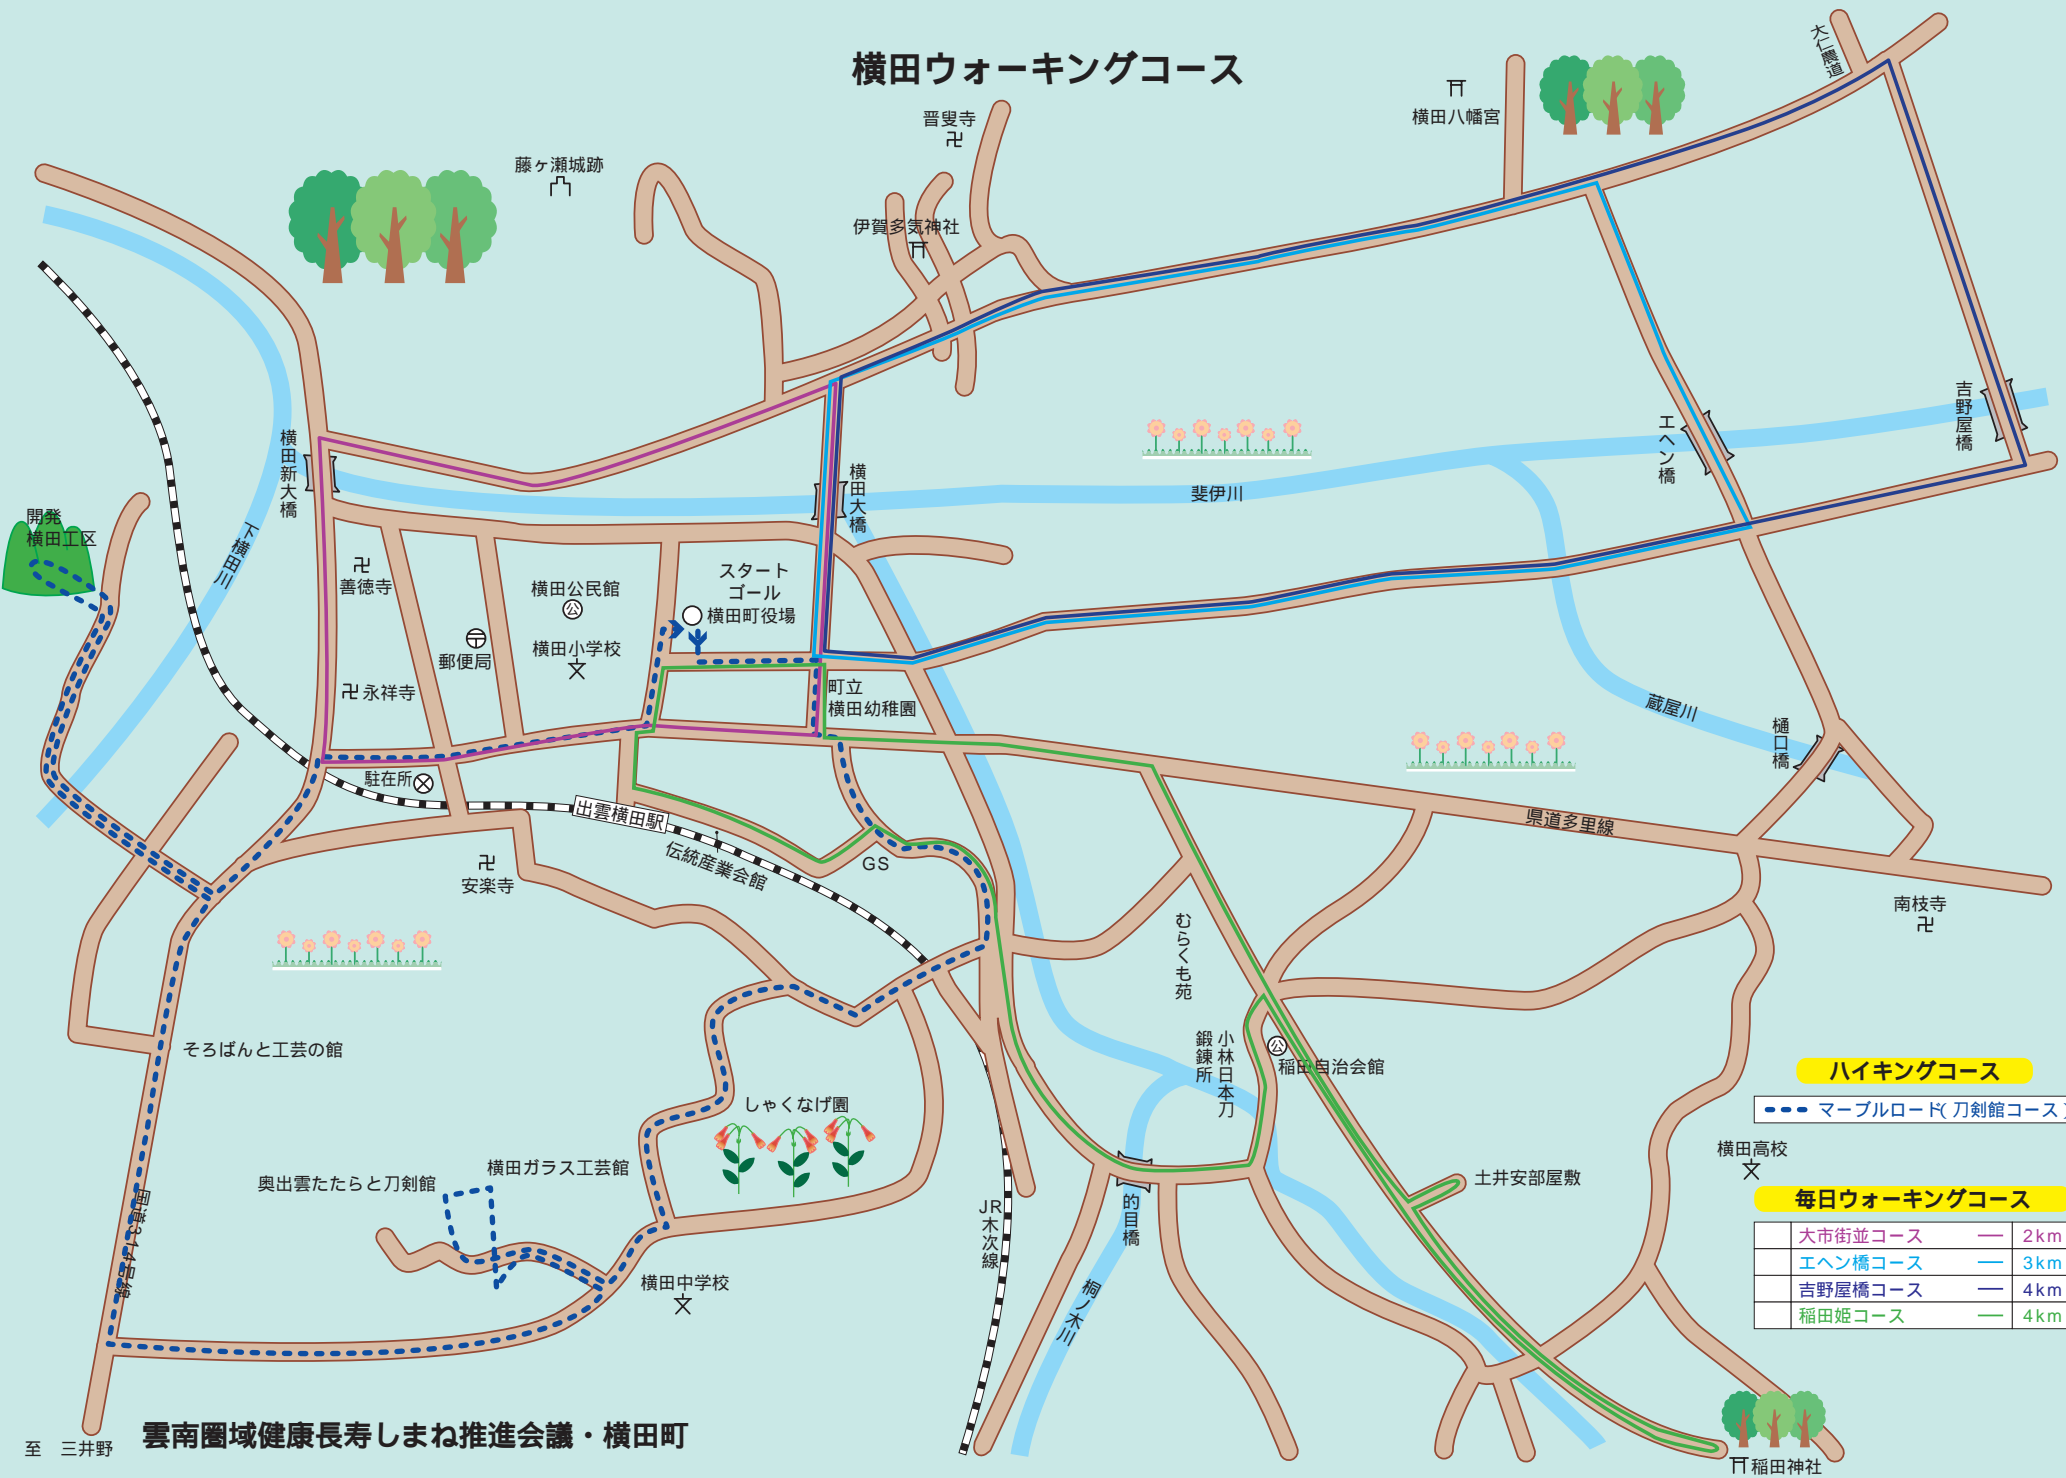 横田ウォーキングコース
大仁農道
横田八幡宮
晋叟寺
藤ヶ瀬城跡
伊賀多気神社
吉野屋橋
エヘン橋
横田新大橋
横田大橋
斐伊川
開発
横田工区
下横田川
善徳寺
横田公民館
公
スタート
ゴール
横田町役場
郵便局
横田小学校
永祥寺
町立
横田幼稚園
蔵屋川
樋口橋
駐在所
出雲横田駅
伝統産業会館
GS
県道多里線
安楽寺
南枝寺
むらくも苑
そろばんと工芸の館
小林日本刀
鍛錬所
公
稲田自治会館
しゃくなげ園
ハイキングコース
マーブルロード(刀剣館コース)
横田高校
横田ガラス工芸館
奥出雲たたらと刀剣館
土井安部屋敷
国道314号線
JR木次線
的目橋
桐ノ木川
横田中学校
毎日ウォーキングコース
大市街並コース 2km
エヘン橋コース 3km
吉野屋橋コース 4km
稲田姫コース 4km
至 三井野
雲南圏域健康長寿しまね推進会議・横田町
稲田神社